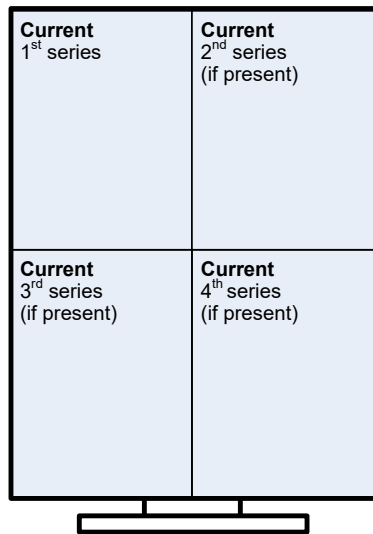 Current
1st series
Current
2nd series
(if present)
Current
3rd series
(if present)
Current
4th series
(if present)